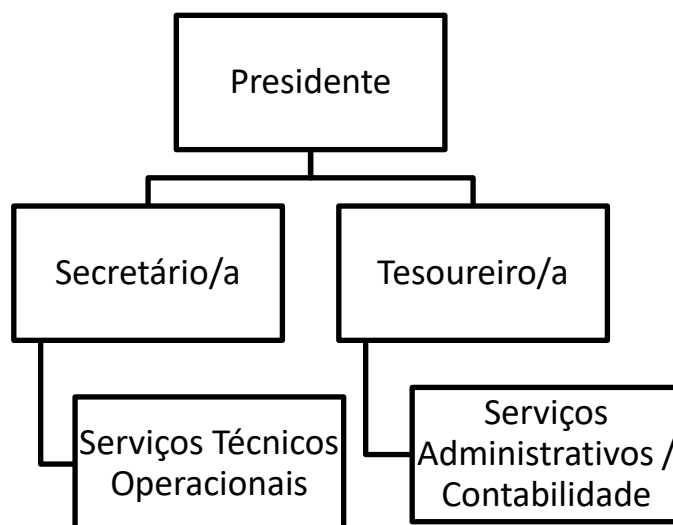 Presidente
Secretário/a
Tesoureiro/a
Serviços Técnicos
Operacionais
Serviços
Administrativos /
Contabilidade